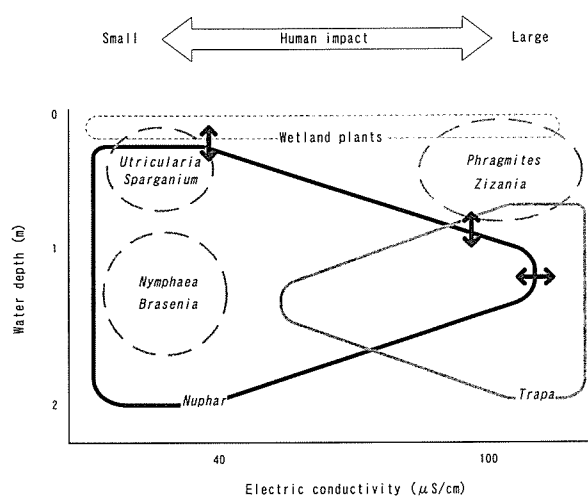 Small Human impact Large
0
Wetland plants
Utricularia
Sparganium
Phragmites
Zizania
1
Nymphaea
Brasenia
Water depth (m)
2
Nuphar
Trapa
40 100
Electric conductivity (μS/cm)